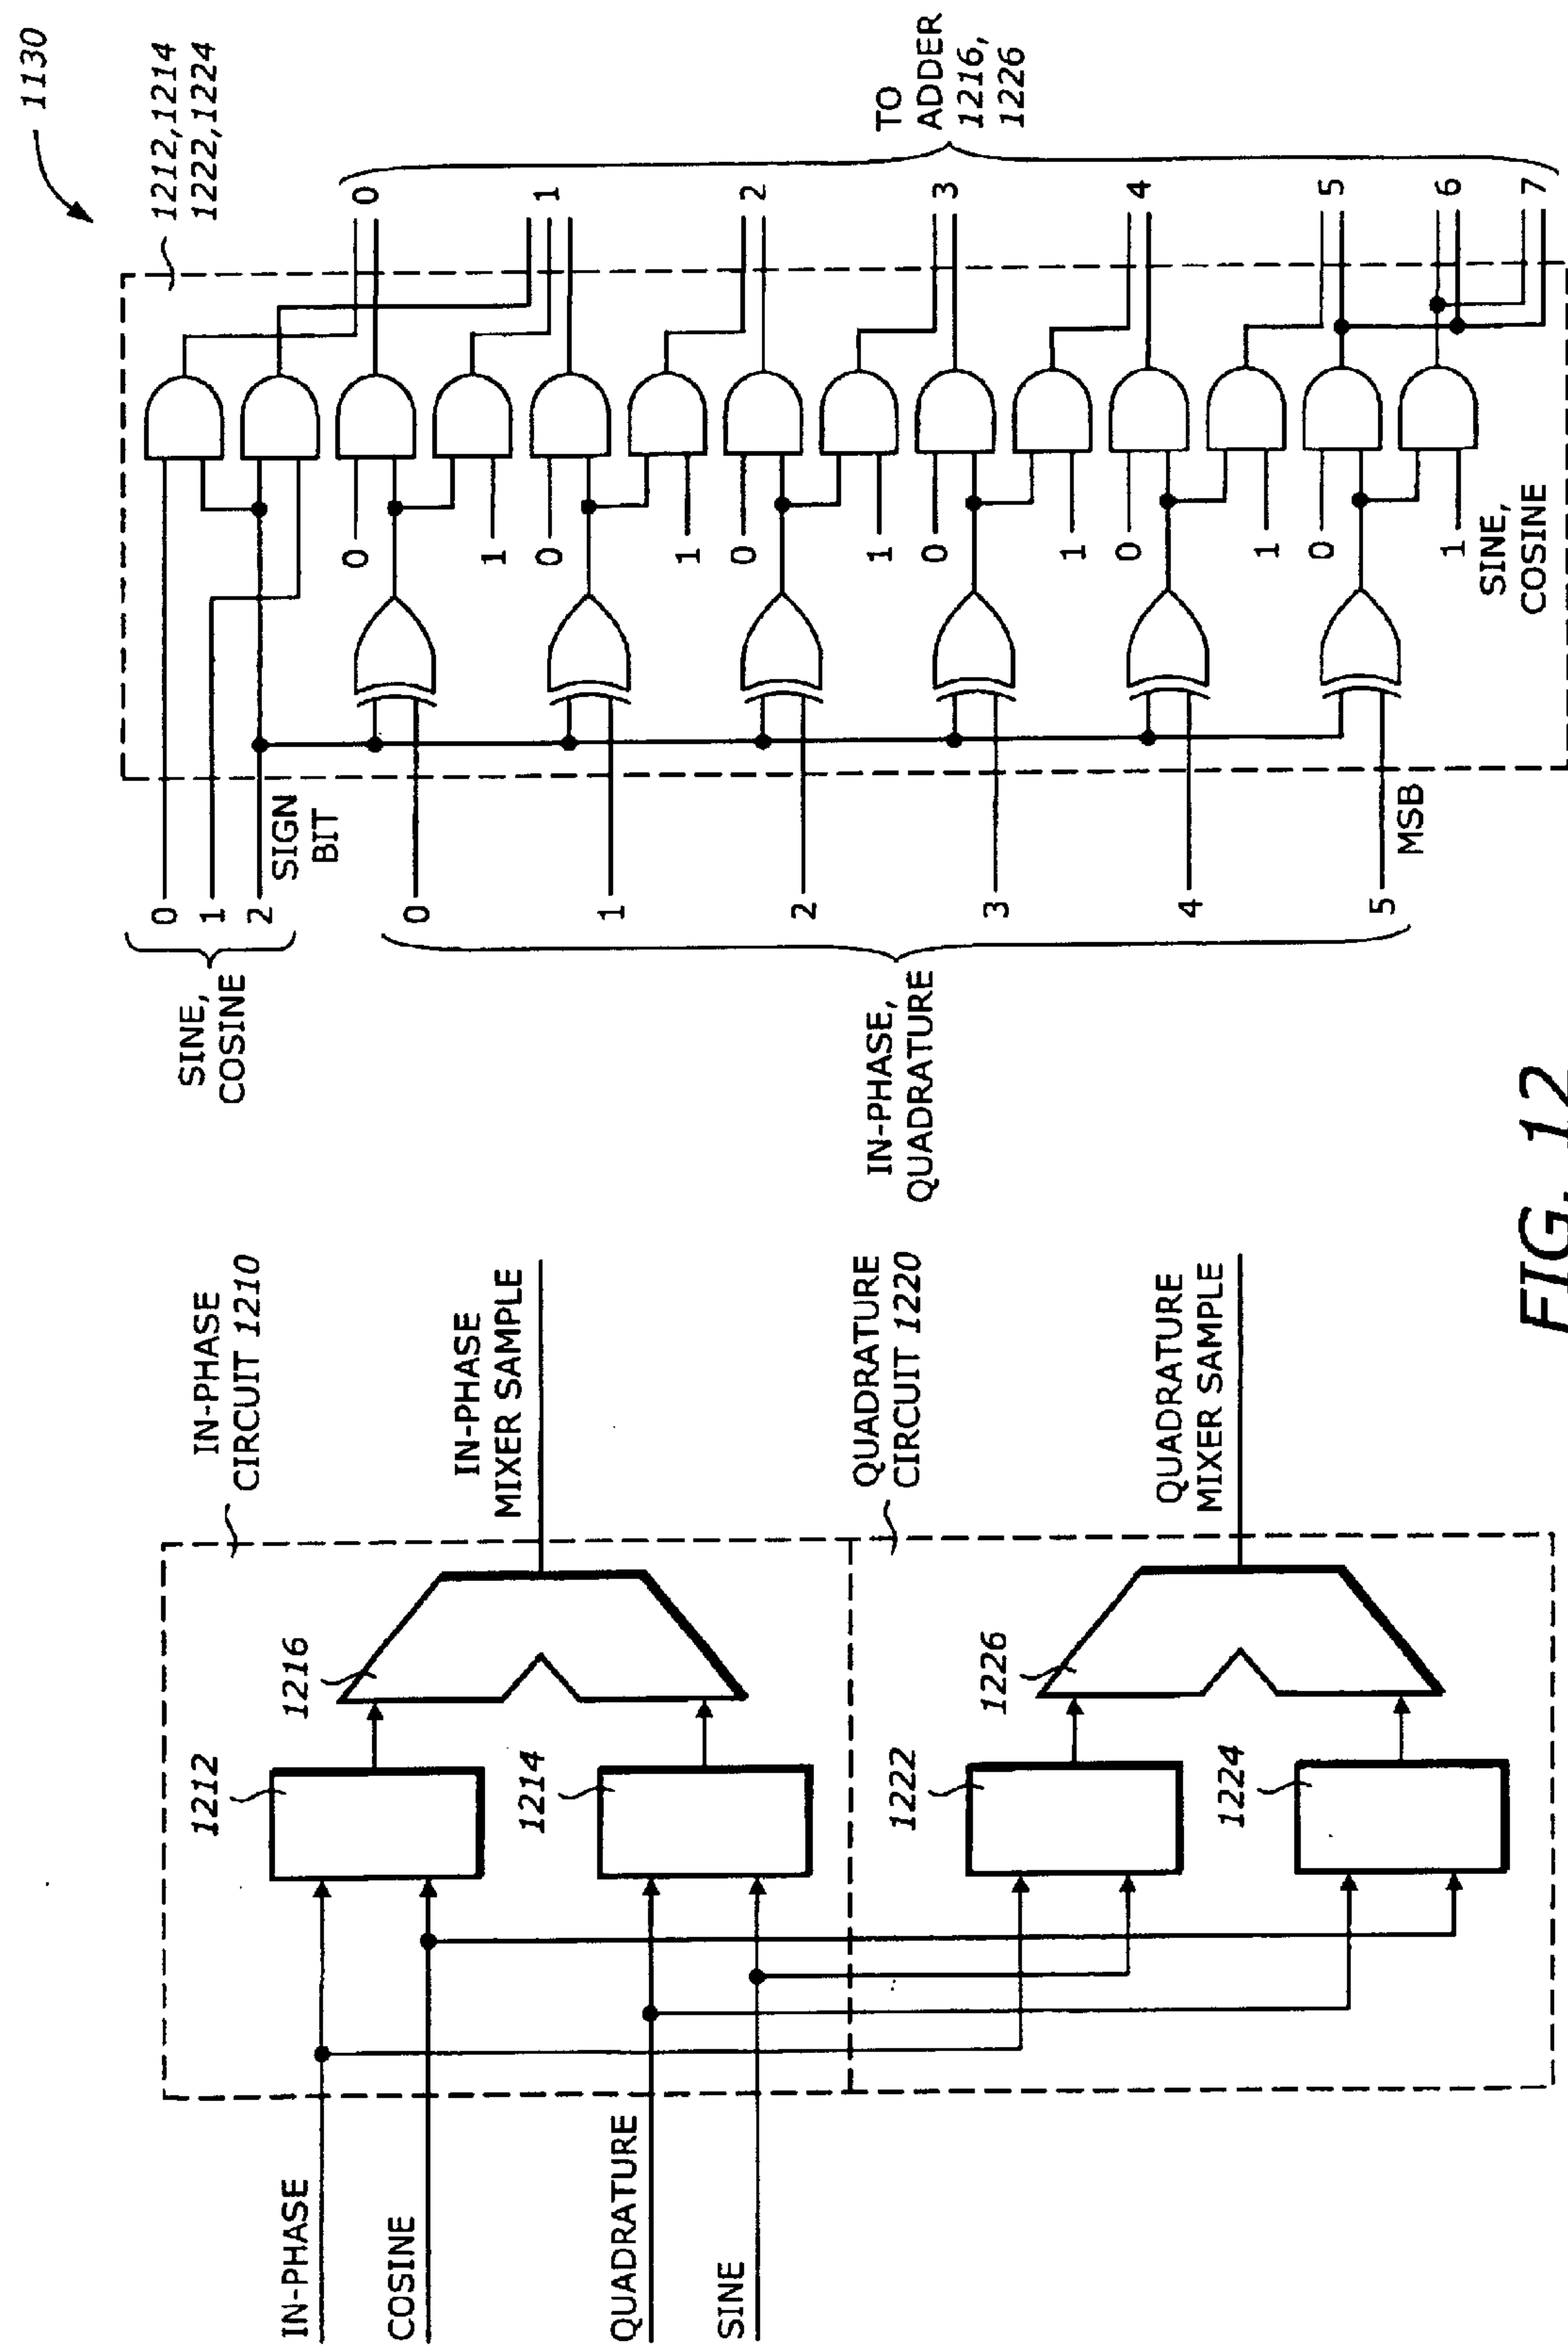 1130
1212,1214
1222,1224
SINE,
COSINE
0
1
2
SIGN
BIT
IN-PHASE,
QUADRATURE
0
1
2
3
4
5
MSB
0
1
0
1
0
1
0
1
0
1
0
1
SINE,
COSINE
0
1
2
3
4
5
6
7
TO
ADDER
1216,
1226
IN-PHASE
CIRCUIT 1210
IN-PHASE
COSINE
QUADRATURE
SINE
1212
1214
1216
IN-PHASE
MIXER SAMPLE
QUADRATURE
CIRCUIT 1220
1222
1224
1226
QUADRATURE
MIXER SAMPLE
FIG. 12